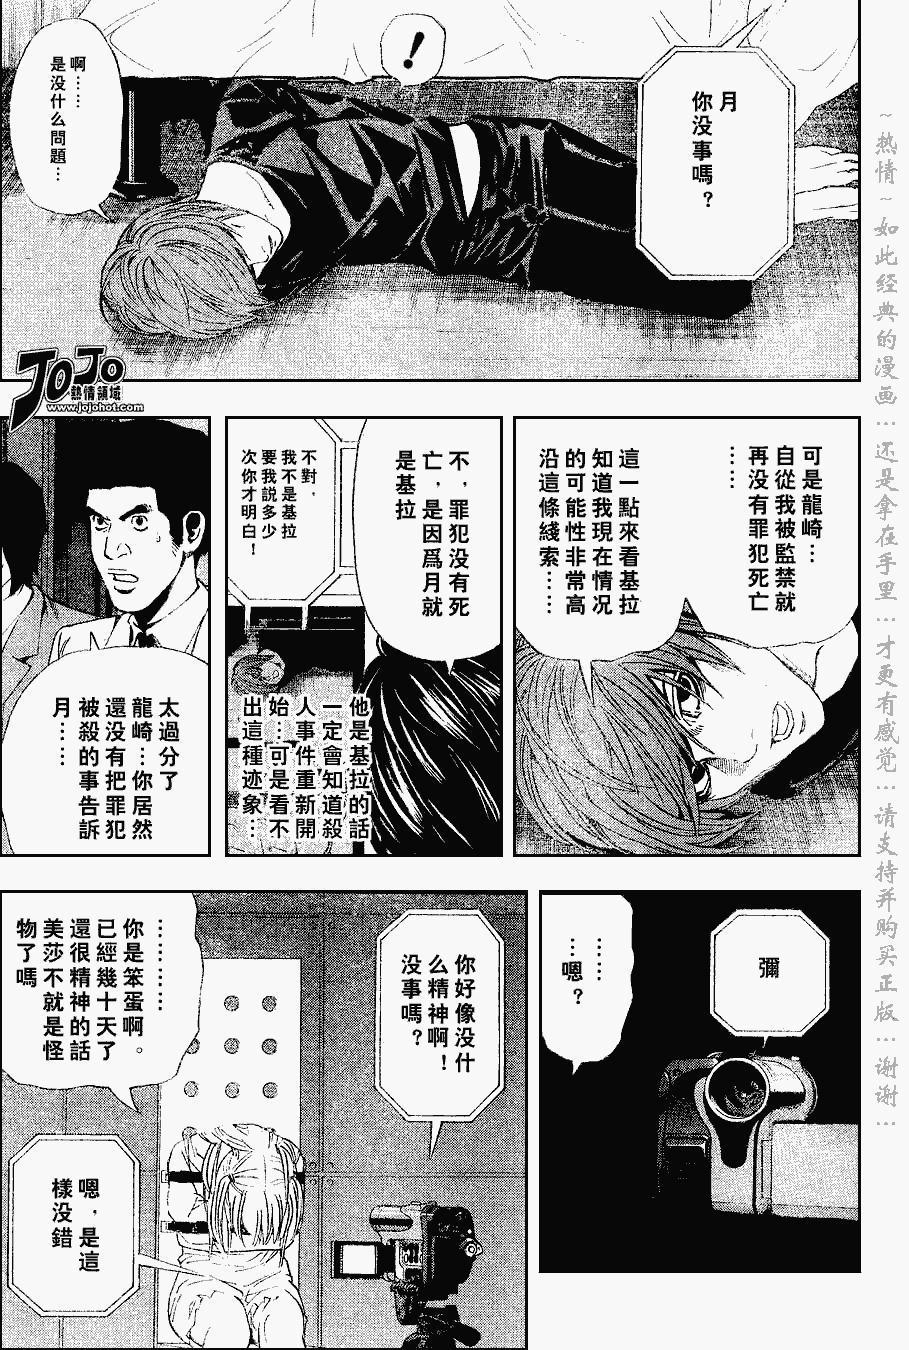 月
你没事嗎？
！
啊……
是没什么問題…
JOJO
熱情領域
www.jojohot.com
可是龍崎…
自從我被監禁就
再没有罪犯死亡
……
這一點來看基拉
知道我現在情况
的可能性非常高
沿這條綫索……
不，罪犯没有死
亡，是因爲月就
是基拉
不對，
我不是基拉
要我説多少
次你才明白！
他是基拉的話
一定會知道殺
人事件重新開
始…可是看不
出這種迹象…
太過分了
龍崎…你居然
還没有把罪犯
被殺的事告訴
月……
彌
………
…嗯？
你好像没什
么精神啊！
没事嗎？
…………
你是笨蛋啊。
已經幾十天了
還很精神的話
美莎不就是怪
物了嗎
嗯，是這
樣没錯
~热情~如此经典的漫画…还是拿在手里…才更有感觉…请支持并购买正版…谢谢…